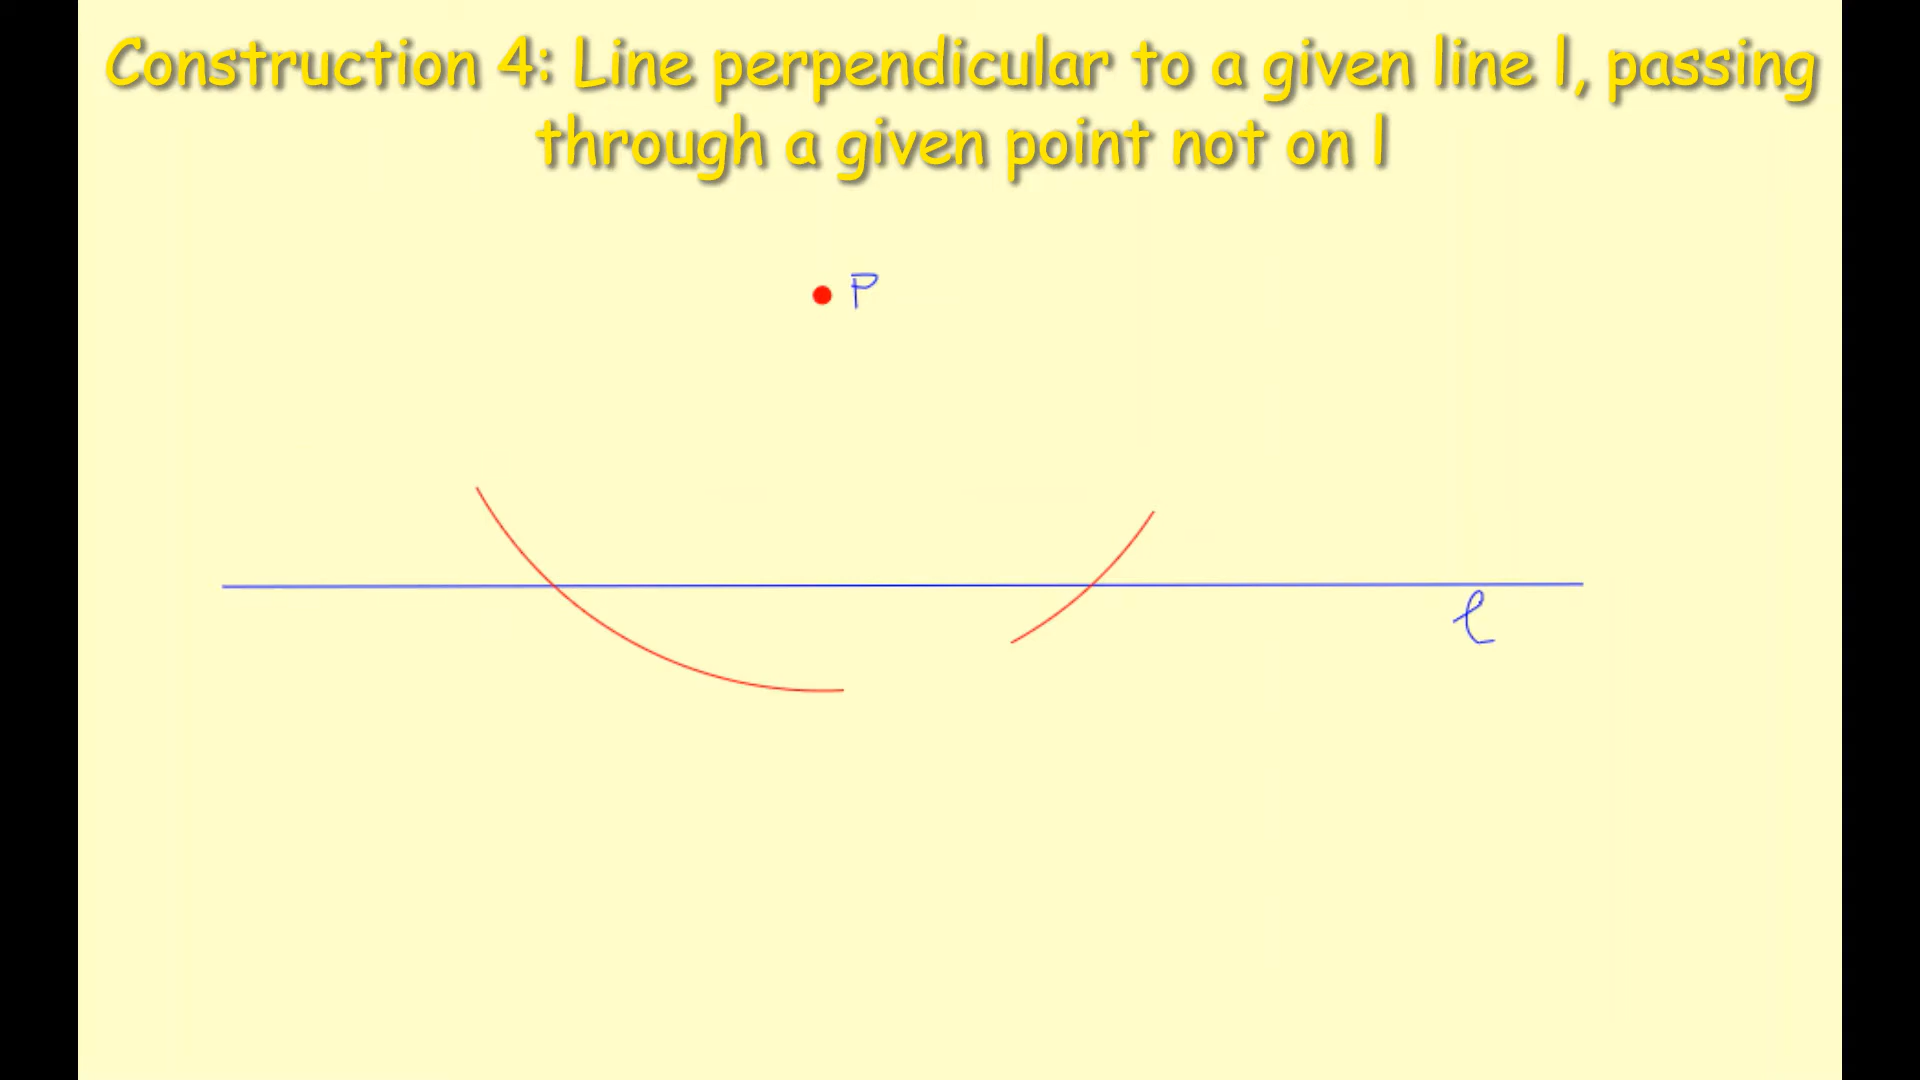 Construction 4: Line perpendicular to a given line l, passing
through a given point not on l
P
l